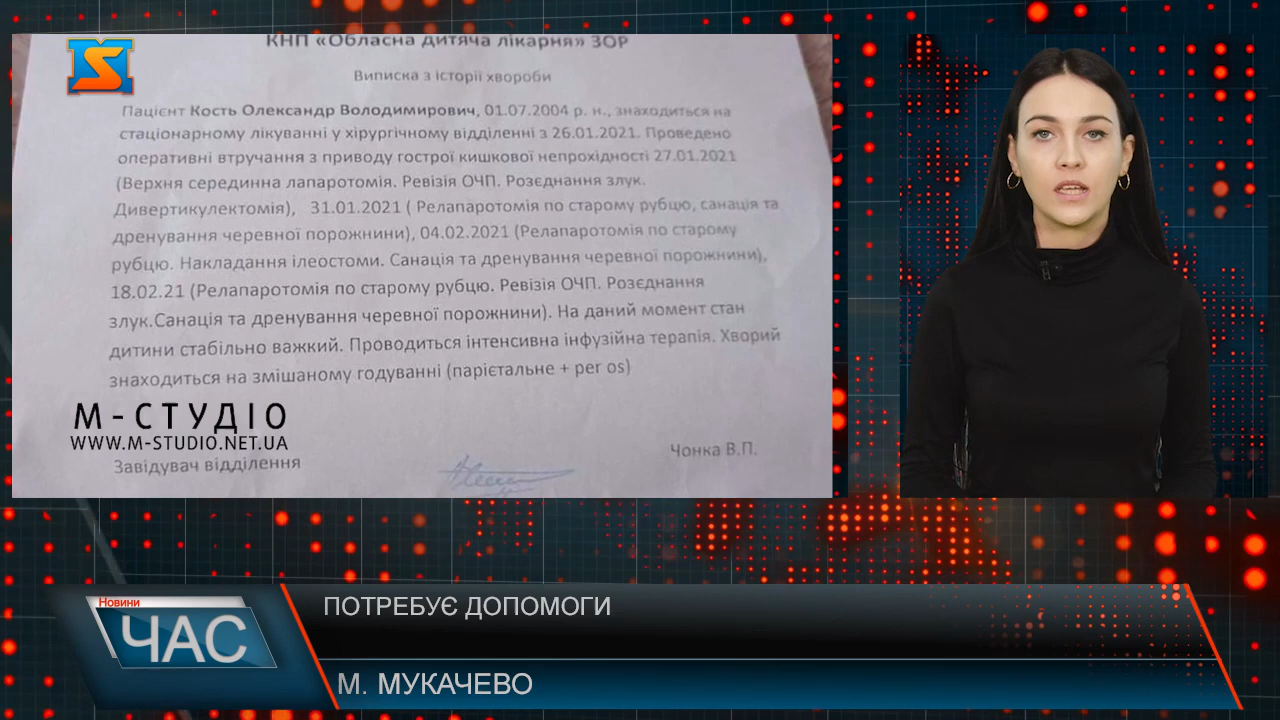 КНП «Обласна дитяча лікарня» ЗОР
Виписка з історії хвороби
Пацієнт Кость Олександр Володимирович, 01.07.2004 р. н., знаходиться на
стаціонарному лікуванні у хірургічному відділенні з 26.01.2021. Проведено
оперативні втручання з приводу гострої кишкової непрохідності 27.01.2021
(Верхня серединна лапаротомія. Ревізія ОЧП. Розєднання злук.
Дивертикулектомія), 31.01.2021 ( Релапаротомія по старому рубцю, санація та
дренування черевної порожнини), 04.02.2021 (Релапаротомія по старому
рубцю. Накладання ілеостоми. Санація та дренування черевної порожнини),
18.02.21 (Релапаротомія по старому рубцю. Ревізія ОЧП. Розєднання
злук.Санація та дренування черевної порожнини). На даний момент стан
дитини стабільно важкий. Проводиться інтенсивна інфузійна терапія. Хворий
знаходиться на змішаному годуванні (парієтальне + per os)
М-СТУДІО
WWW.M-STUDIO.NET.UA
Завідувач відділення
Чонка В.П.
Новини
ЧАС
ПОТРЕБУЄ ДОПОМОГИ
М. МУКАЧЕВО